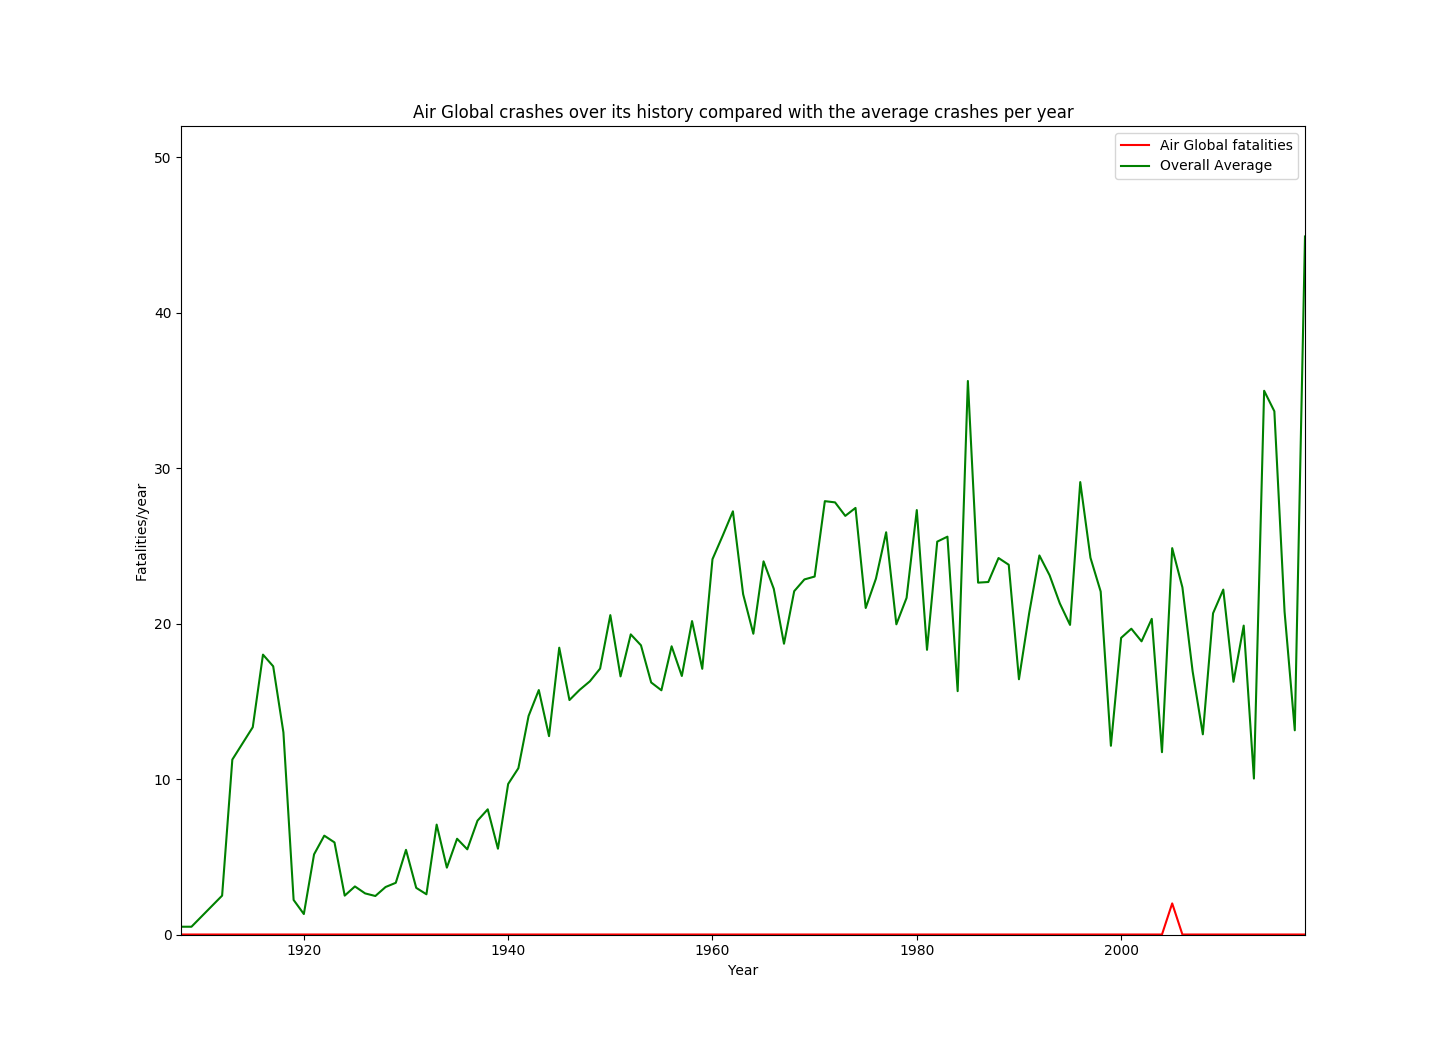 Air Global crashes over its history compared with the average crashes per year
Air Global fatalities
Overall Average
Fatalities/year
50
40
30
20
10
0
1920
1940
1960
1980
2000
Year